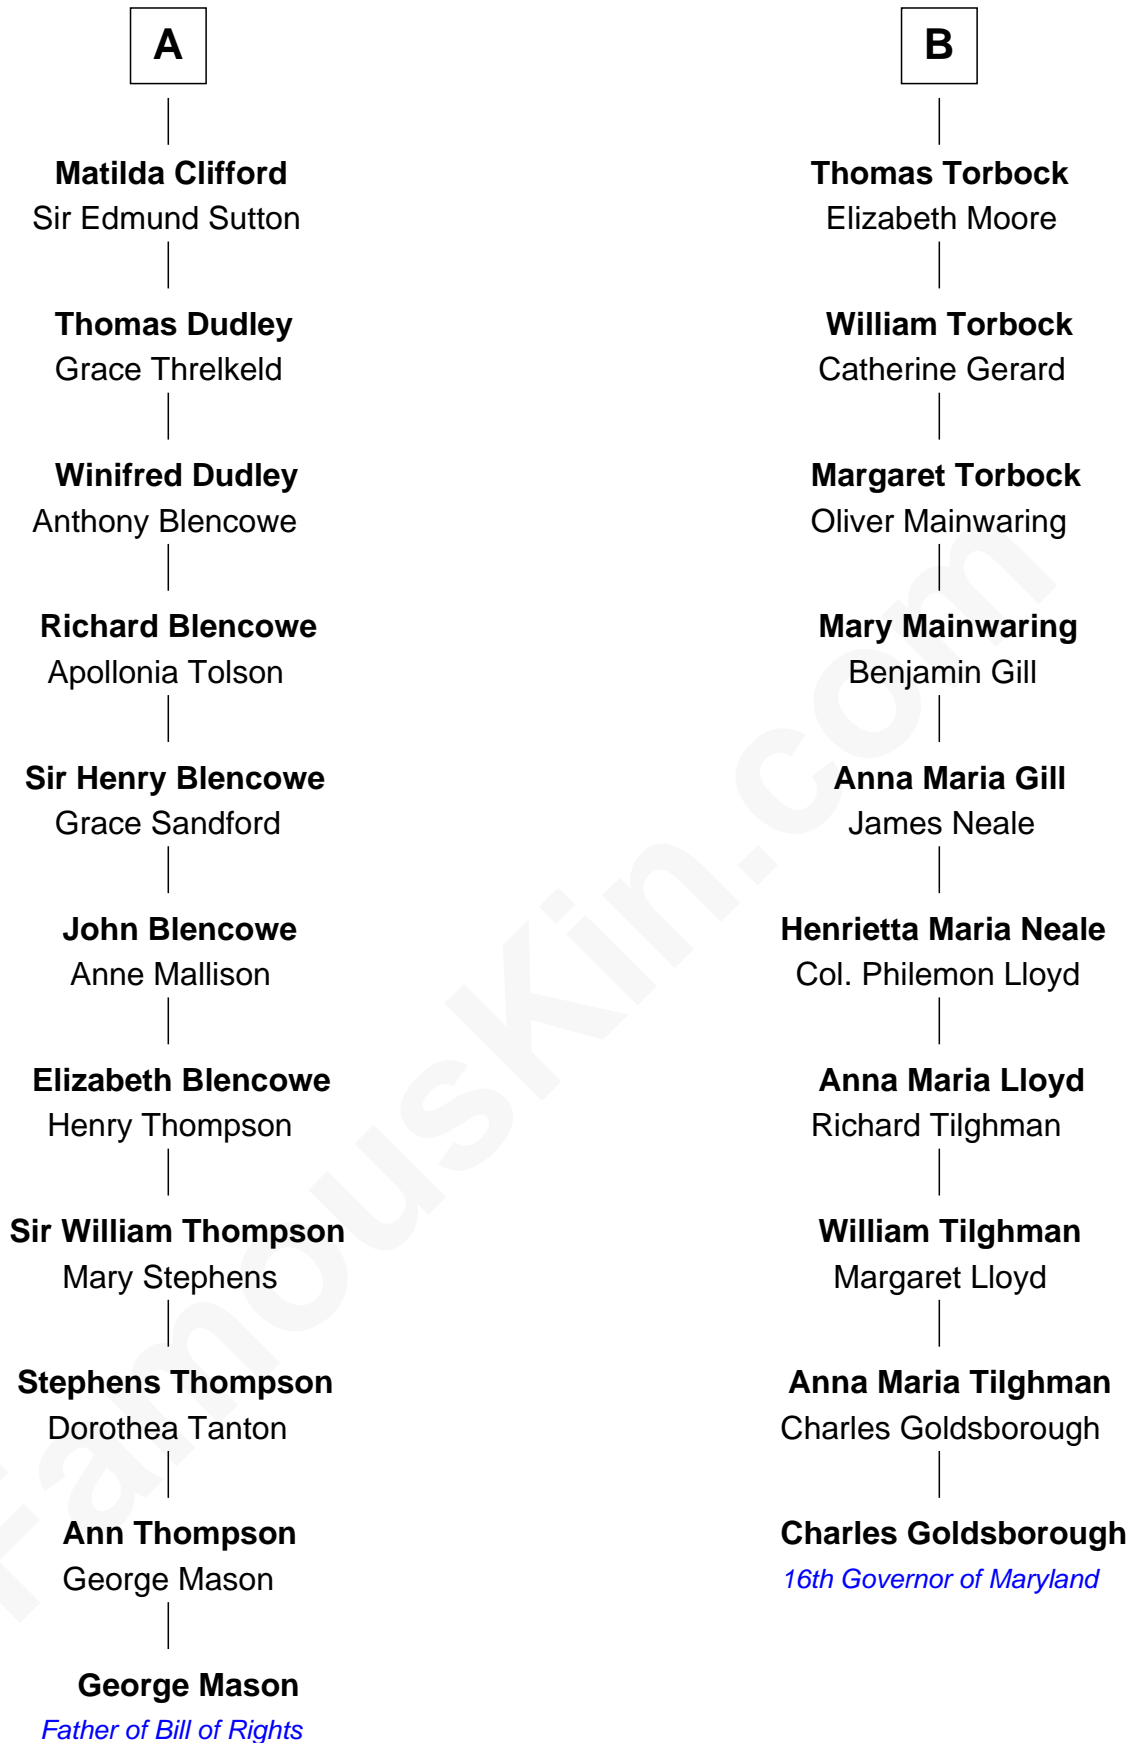 A
Matilda Clifford
Sir Edmund Sutton
Thomas Dudley
Grace Threlkeld
Winifred Dudley
Anthony Blencowe
Richard Blencowe
Apollonia Tolson
Sir Henry Blencowe
Grace Sandford
John Blencowe
Anne Mallison
Elizabeth Blencowe
Henry Thompson
Sir William Thompson
Mary Stephens
Stephens Thompson
Dorothea Tanton
Ann Thompson
George Mason
George Mason
Father of Bill of Rights
B
Thomas Torbock
Elizabeth Moore
William Torbock
Catherine Gerard
Margaret Torbock
Oliver Mainwaring
Mary Mainwaring
Benjamin Gill
Anna Maria Gill
James Neale
Henrietta Maria Neale
Col. Philemon Lloyd
Anna Maria Lloyd
Richard Tilghman
William Tilghman
Margaret Lloyd
Anna Maria Tilghman
Charles Goldsborough
Charles Goldsborough
16th Governor of Maryland
FamousKin.com